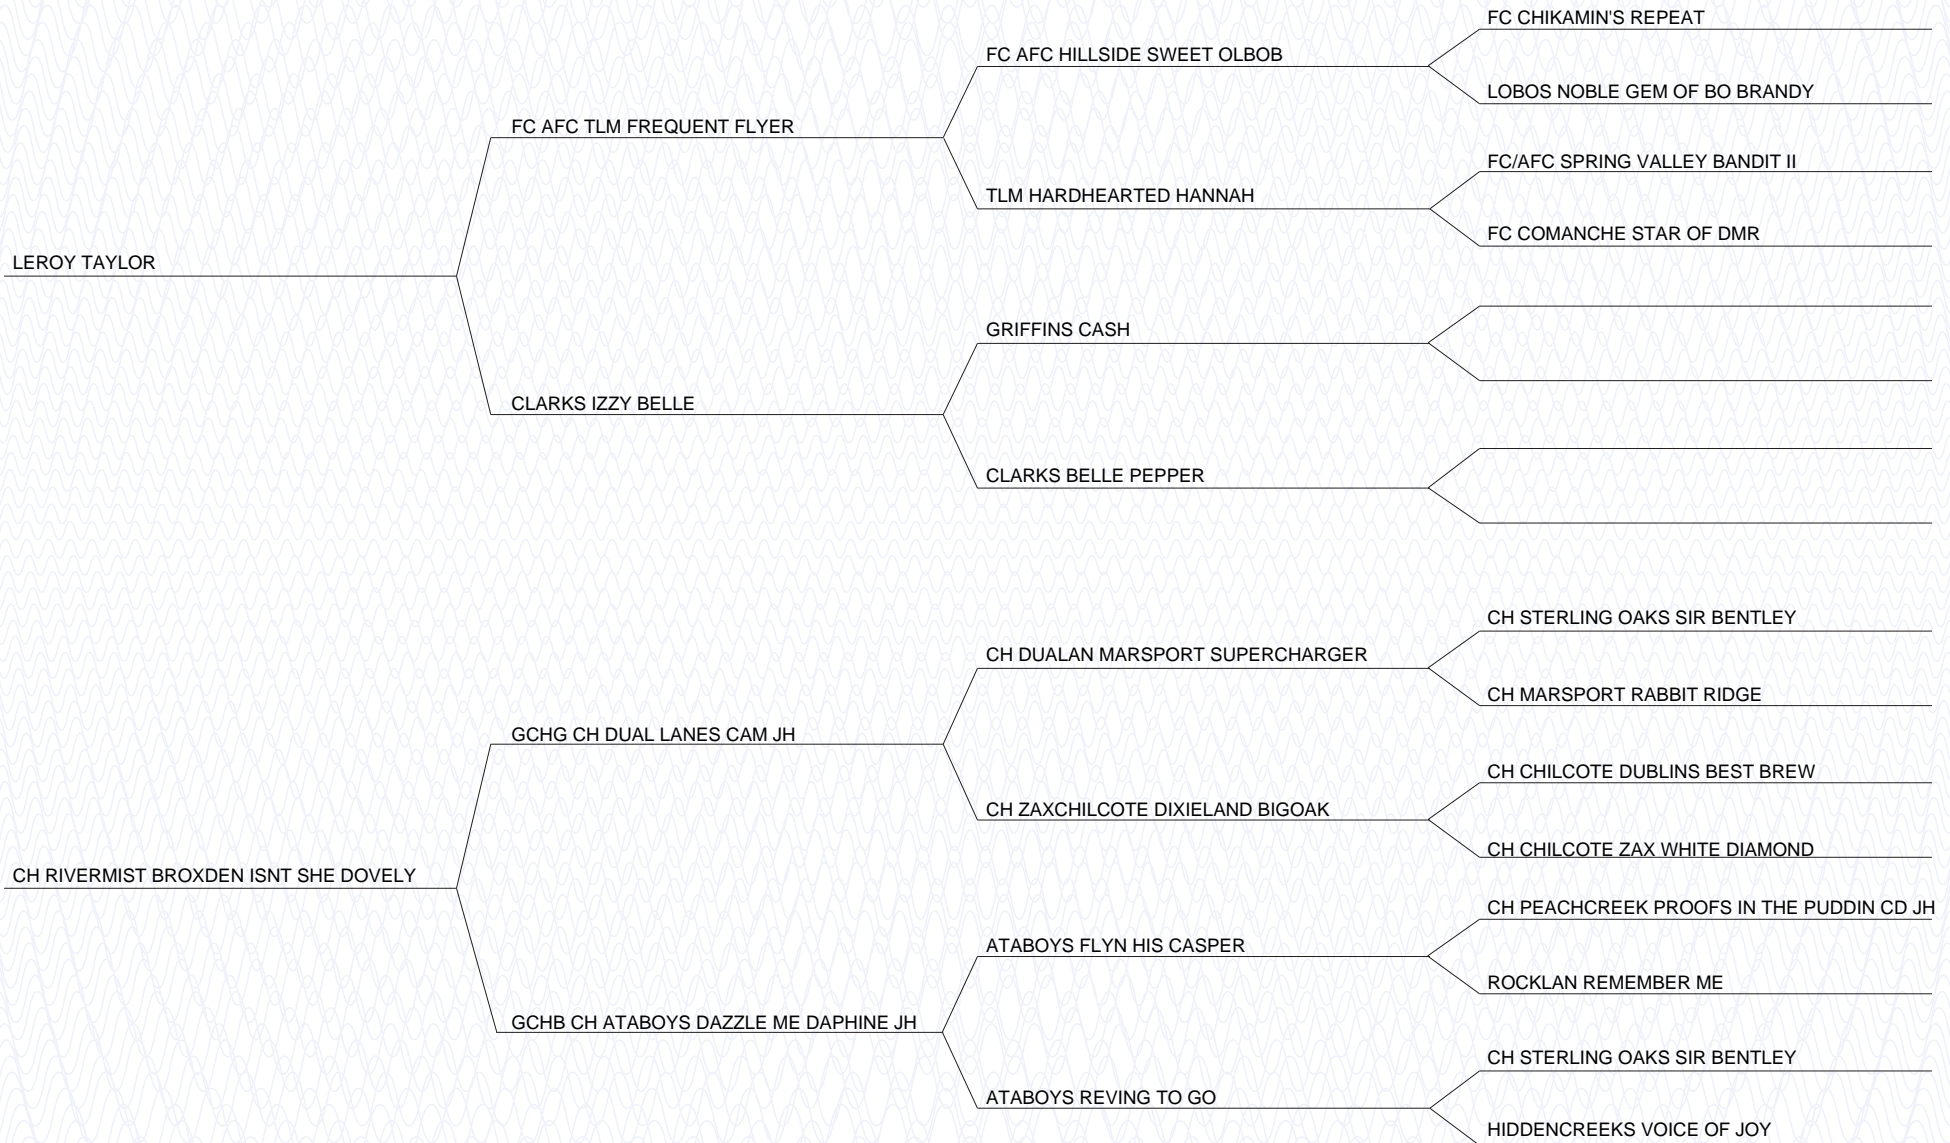 FC CHIKAMIN'S REPEAT
FC AFC HILLSIDE SWEET OLBOB
LOBOS NOBLE GEM OF BO BRANDY
FC AFC TLM FREQUENT FLYER
FC/AFC SPRING VALLEY BANDIT II
TLM HARDHEARTED HANNAH
FC COMANCHE STAR OF DMR
LEROY TAYLOR
GRIFFINS CASH
CLARKS IZZY BELLE
CLARKS BELLE PEPPER
CH STERLING OAKS SIR BENTLEY
CH DUALAN MARSPORT SUPERCHARGER
CH MARSPORT RABBIT RIDGE
GCHG CH DUAL LANES CAM JH
CH CHILCOTE DUBLINS BEST BREW
CH ZAXCHILCOTE DIXIELAND BIGOAK
CH CHILCOTE ZAX WHITE DIAMOND
CH RIVERMIST BROXDEN ISNT SHE DOVELY
CH PEACHCREEK PROOFS IN THE PUDDIN CD JH
ATABOYS FLYN HIS CASPER
ROCKLAN REMEMBER ME
GCHB CH ATABOYS DAZZLE ME DAPHINE JH
CH STERLING OAKS SIR BENTLEY
ATABOYS REVING TO GO
HIDDENCREEKS VOICE OF JOY